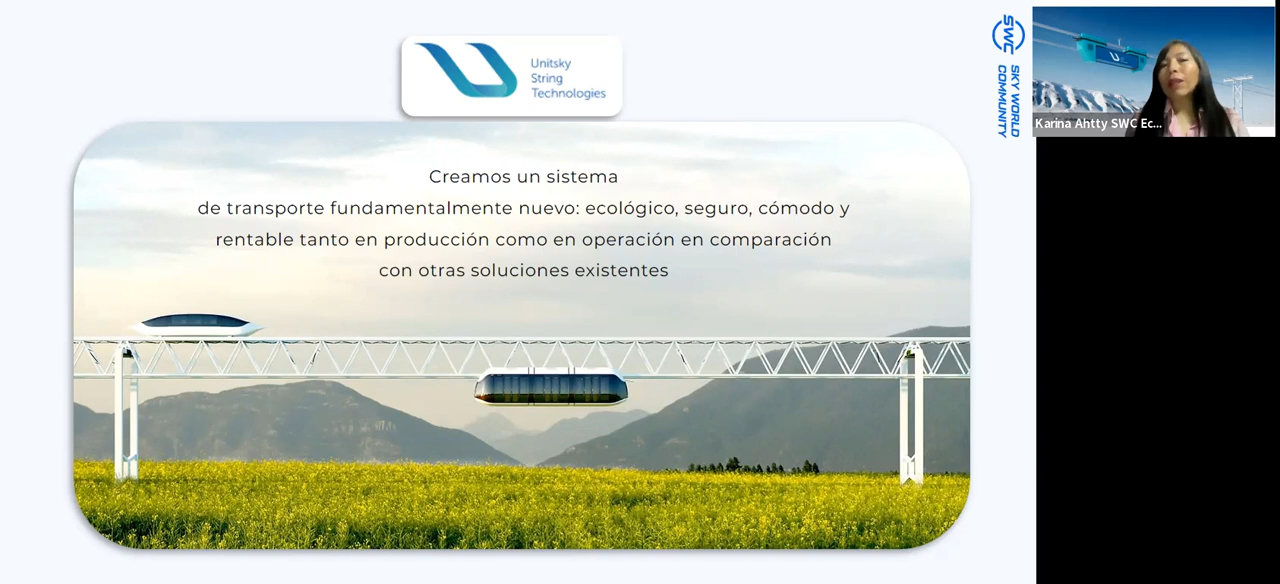 Unitsky
String
Technologies
Creamos un sistema
de transporte fundamentalmente nuevo: ecológico, seguro, cómodo y
rentable tanto en producción como en operación en comparación
con otras soluciones existentes
SWC
SKY WORLD
COMMUNITY
Karina Ahtty SWC Ec...